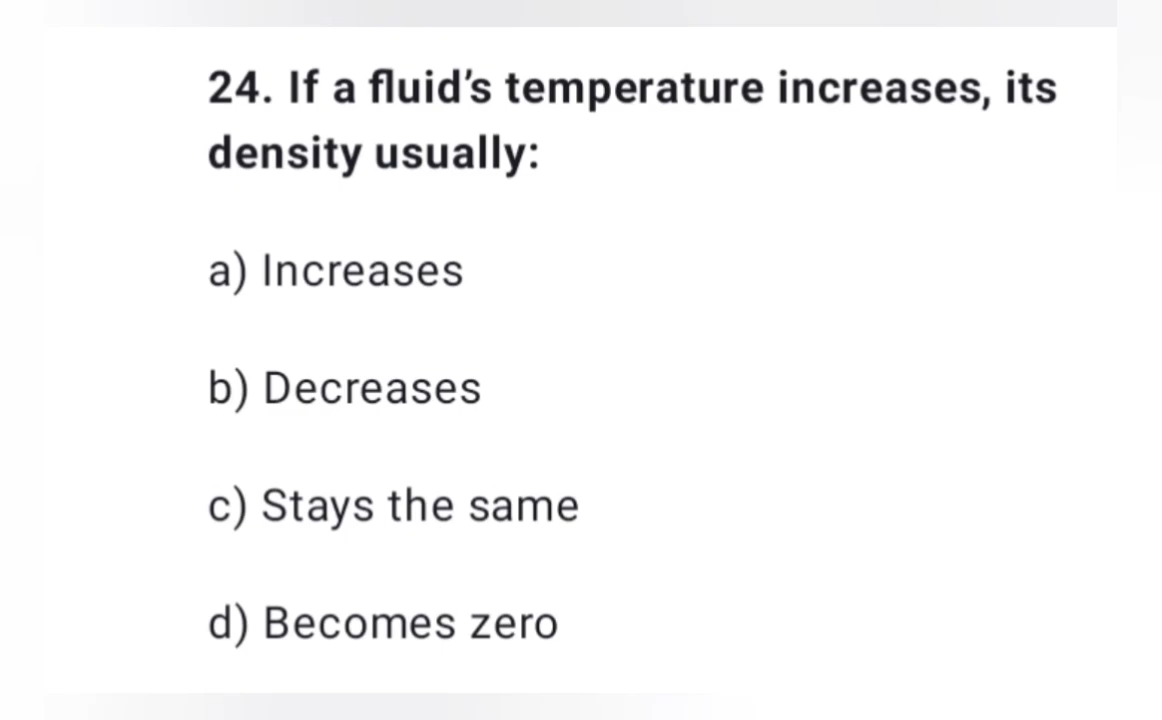 24. If a fluid’s temperature increases, its
density usually:
a) Increases
b) Decreases
c) Stays the same
d) Becomes zero